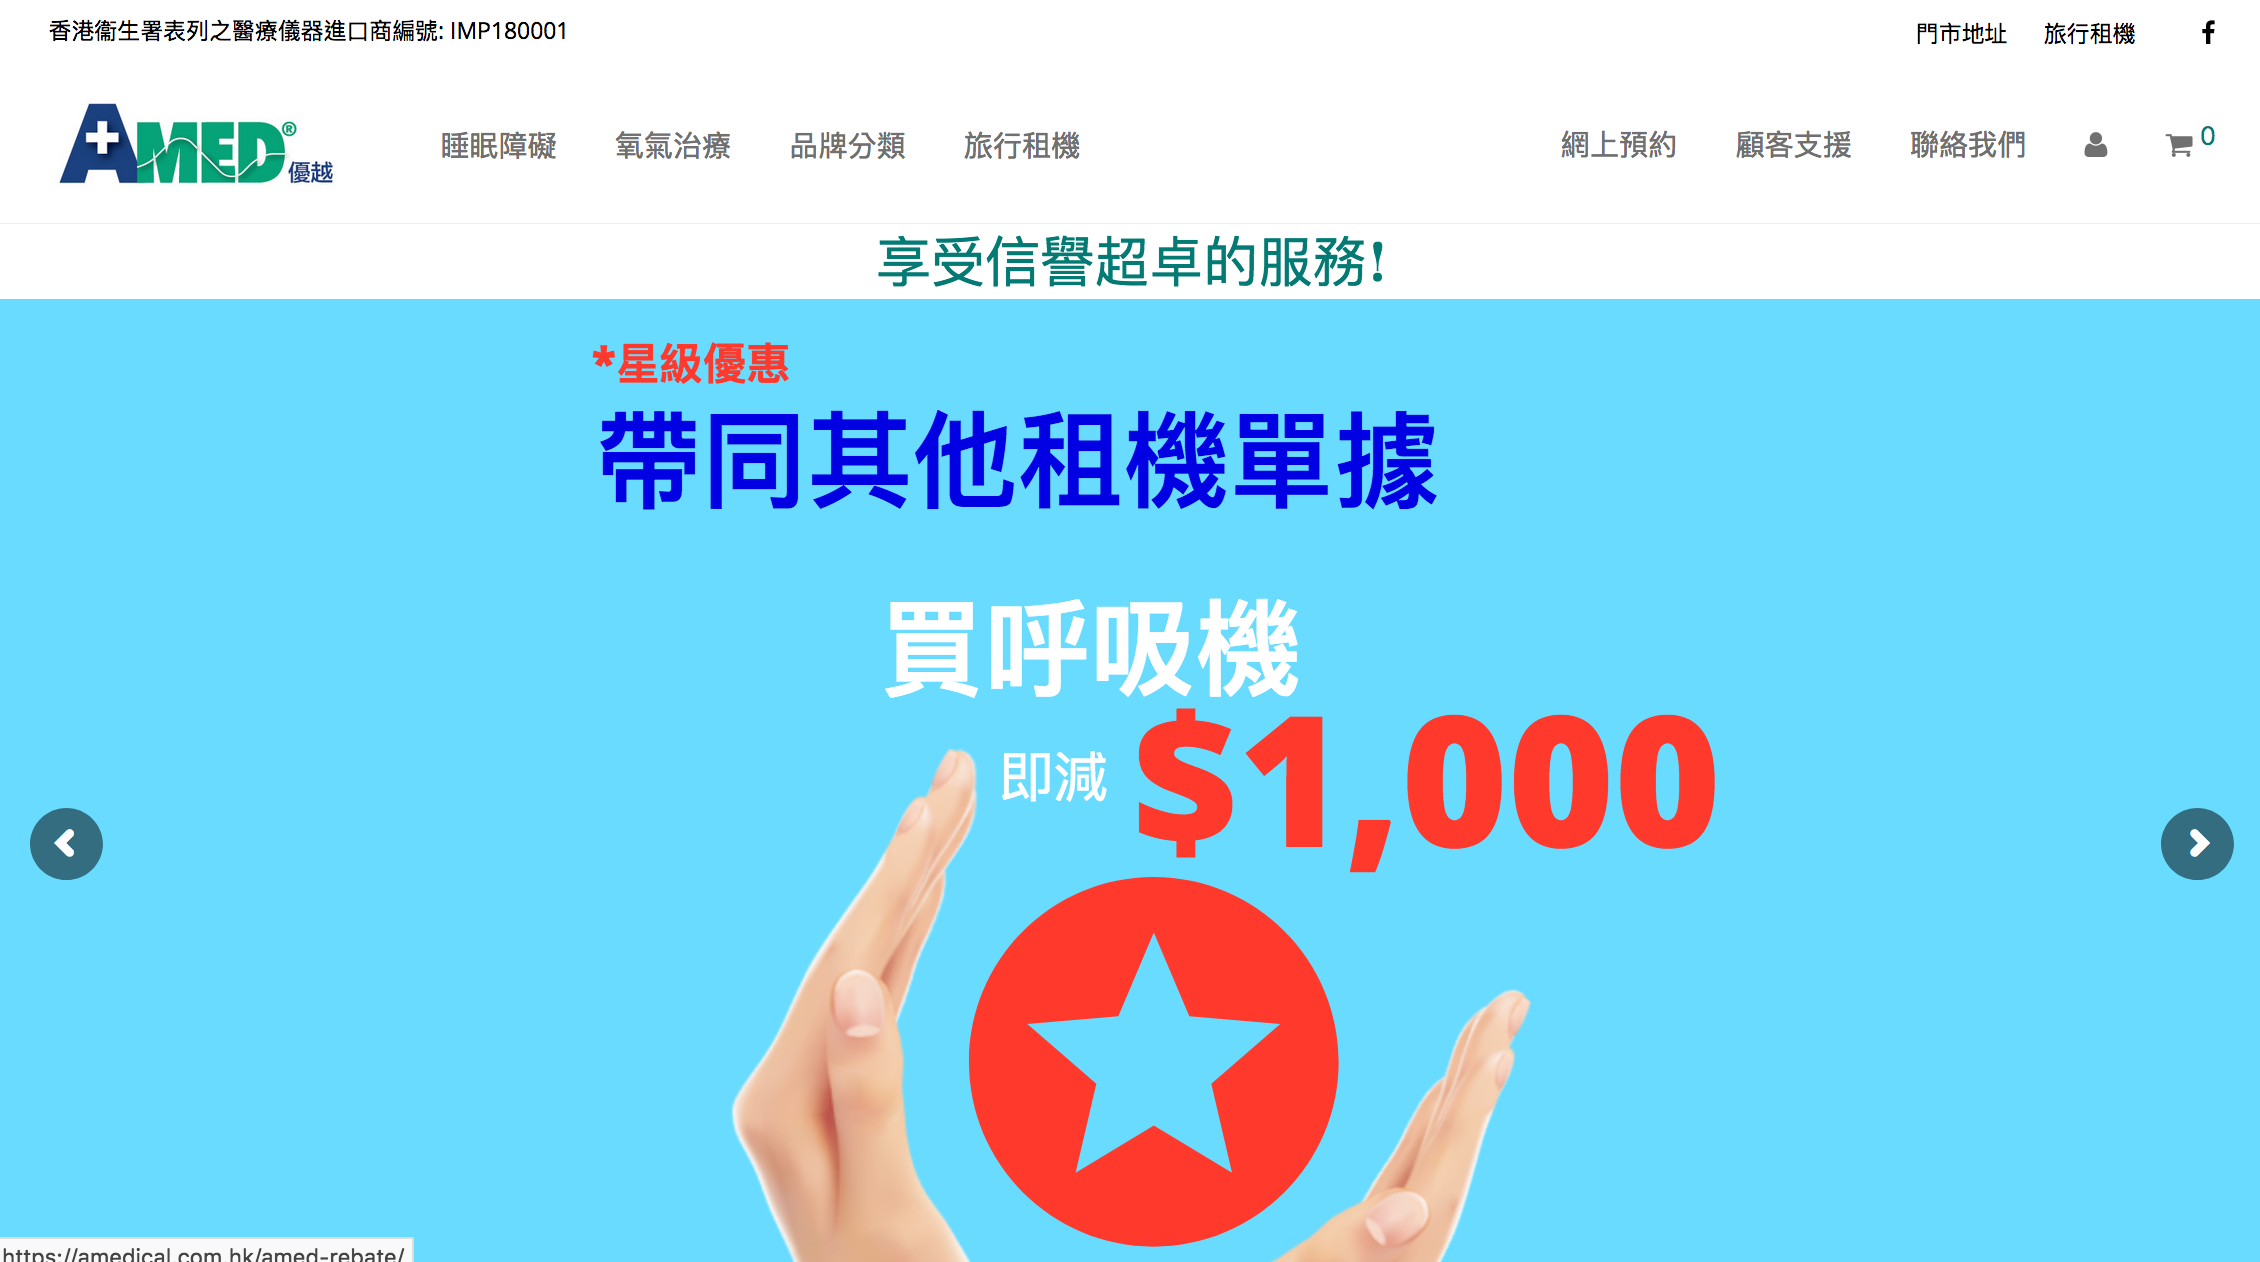 香港衞生署表列之醫療儀器進口商編號: IMP180001
門市地址 旅行租機
AMED® 優越
睡眠障礙 氧氣治療 品牌分類 旅行租機 網上預約 顧客支援 聯絡我們 0
享受信譽超卓的服務!
*星級優惠
帶同其他租機單據
買呼吸機
即減 $1,000
https://amedical.com.hk/amed-rebate/